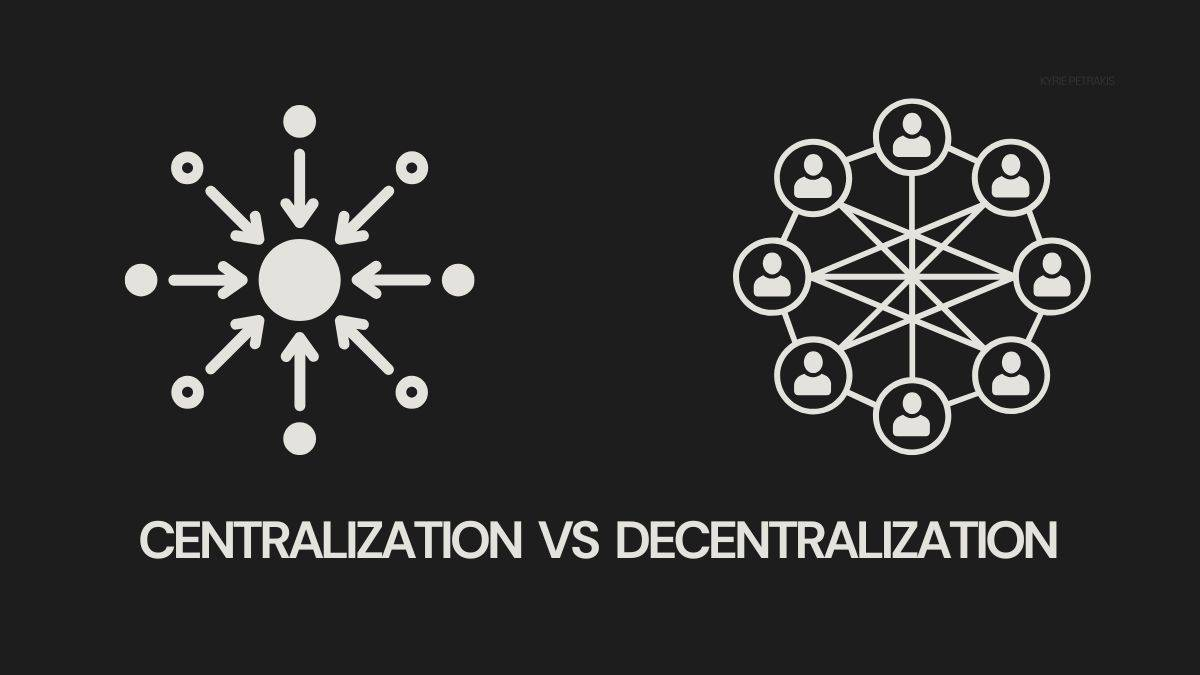 KYRIE PETRAKIS
CENTRALIZATION VS DECENTRALIZATION